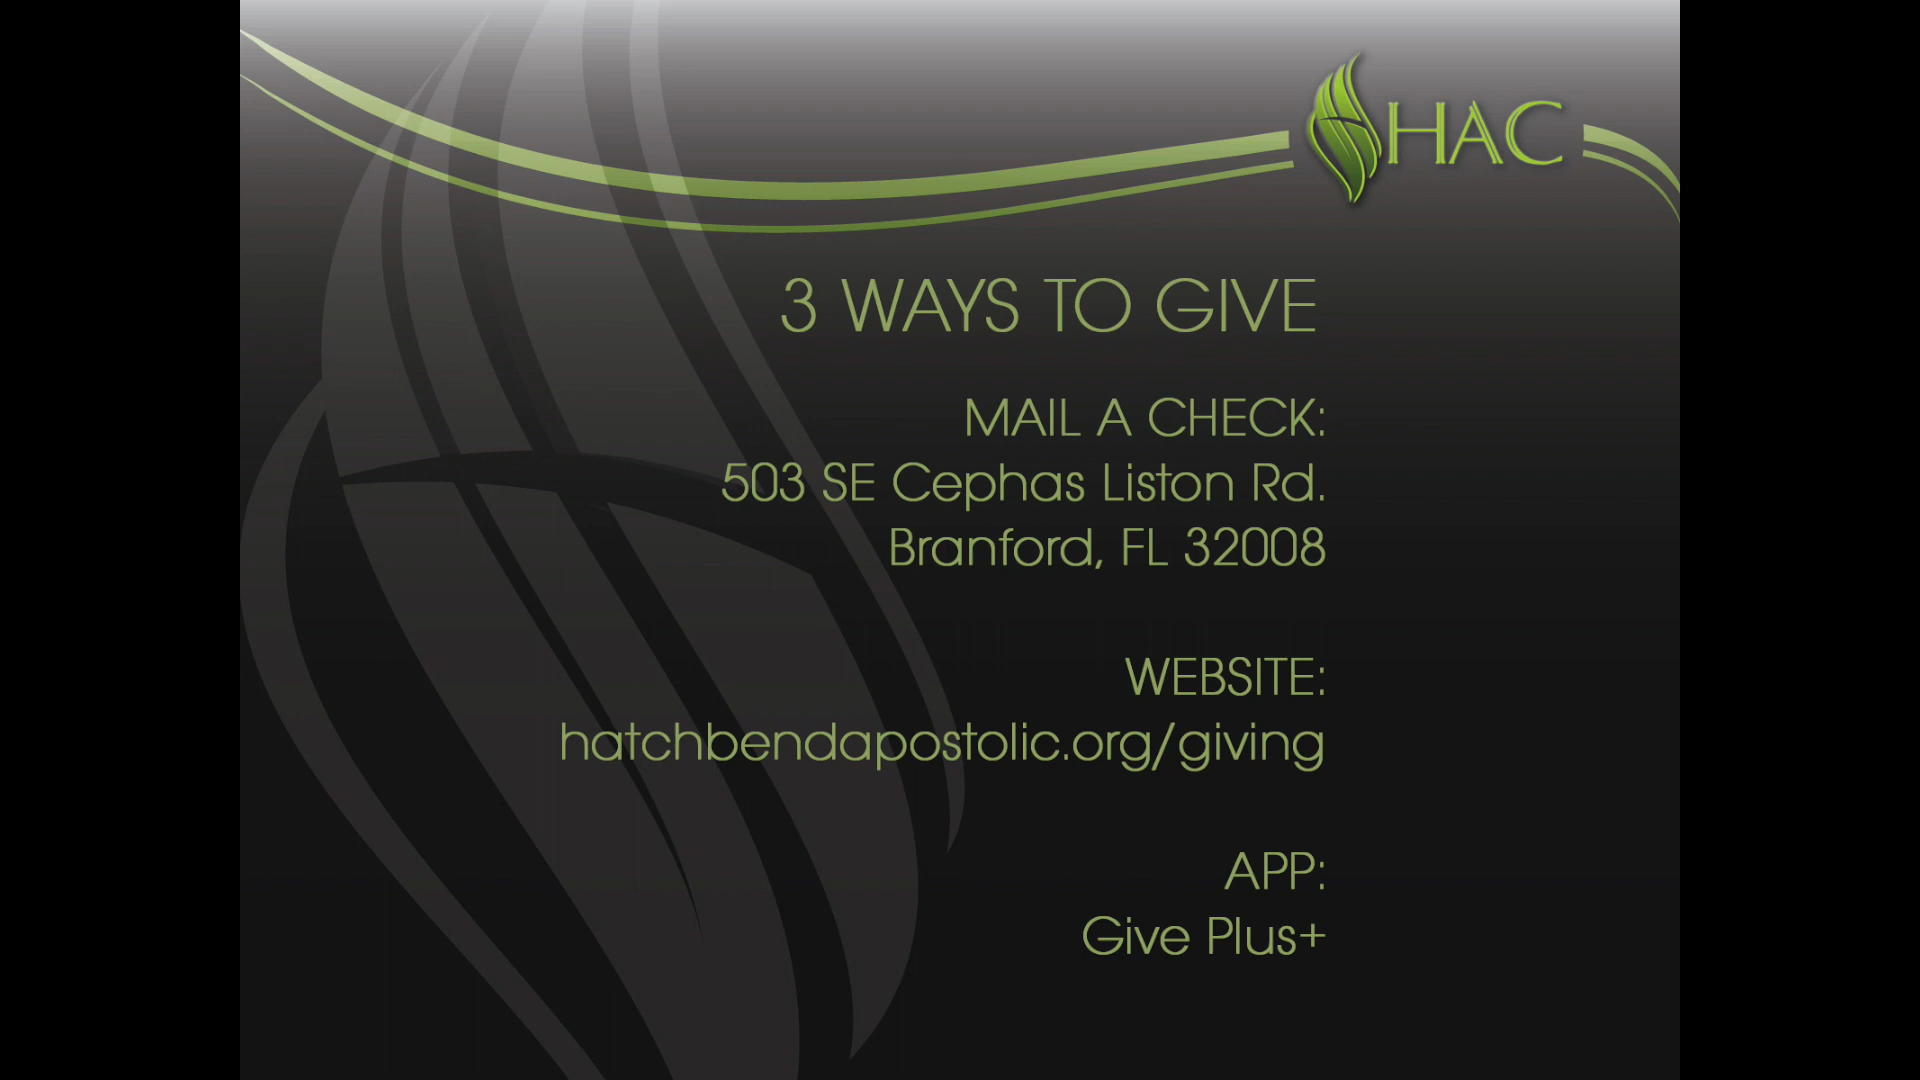 HAC
3 WAYS TO GIVE
MAIL A CHECK:
503 SE Cephas Liston Rd.
Branford, FL 32008
WEBSITE:
hatchbendapostolic.org/giving
APP:
Give Plus+